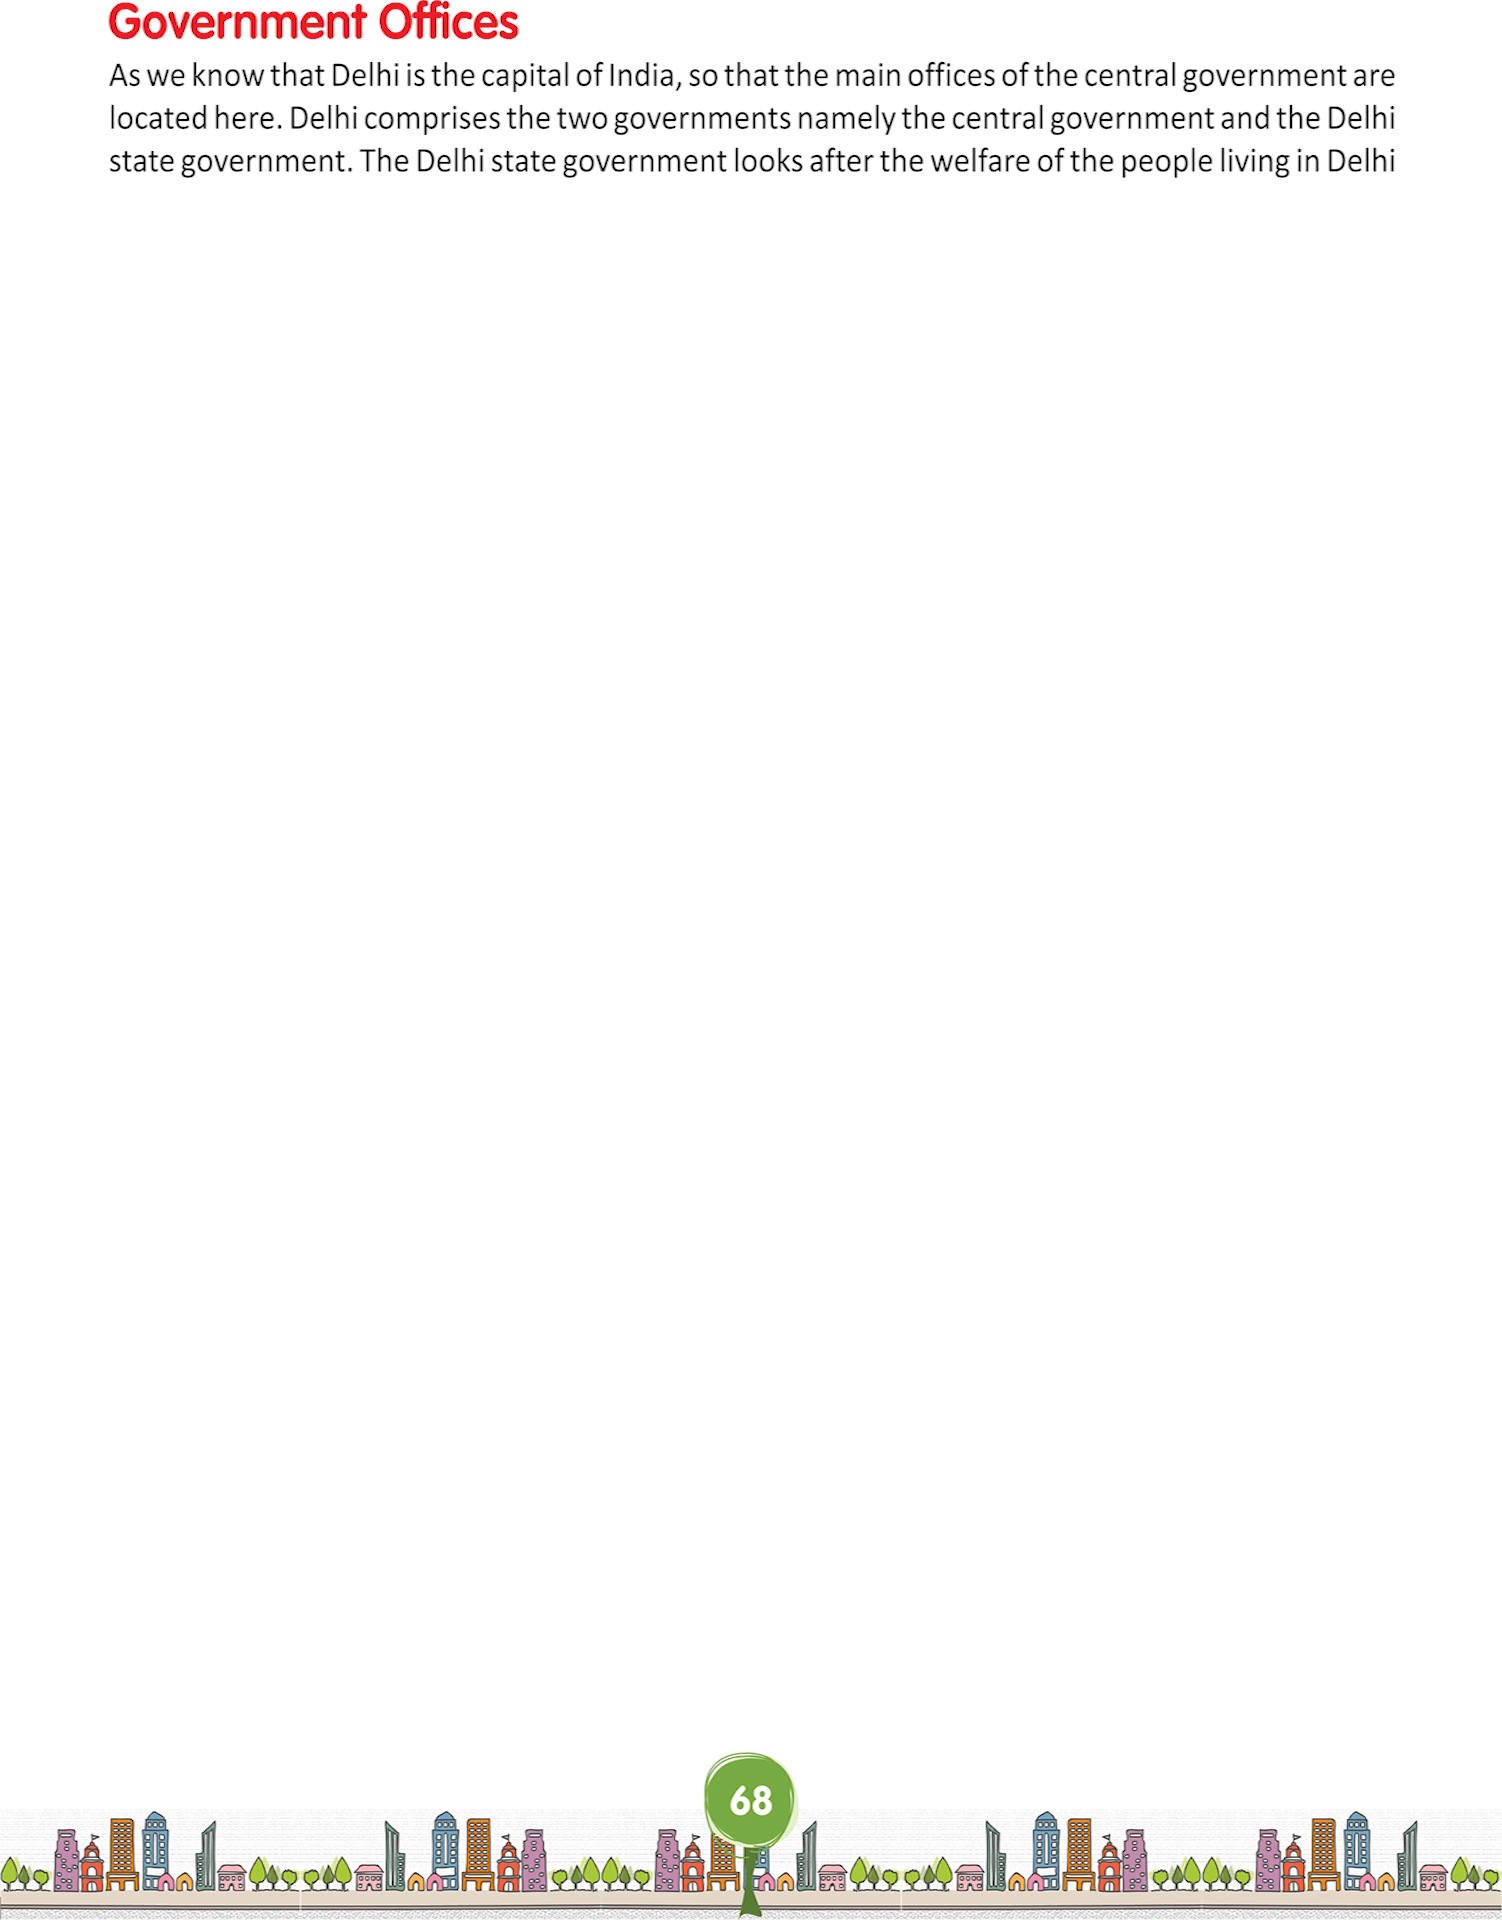 Government Offices
As we know that Delhi is the capital of India, so that the main offices of the central government are
located here. Delhi comprises the two governments namely the central government and the Delhi
state government. The Delhi state government looks after the welfare of the people living in Delhi
68